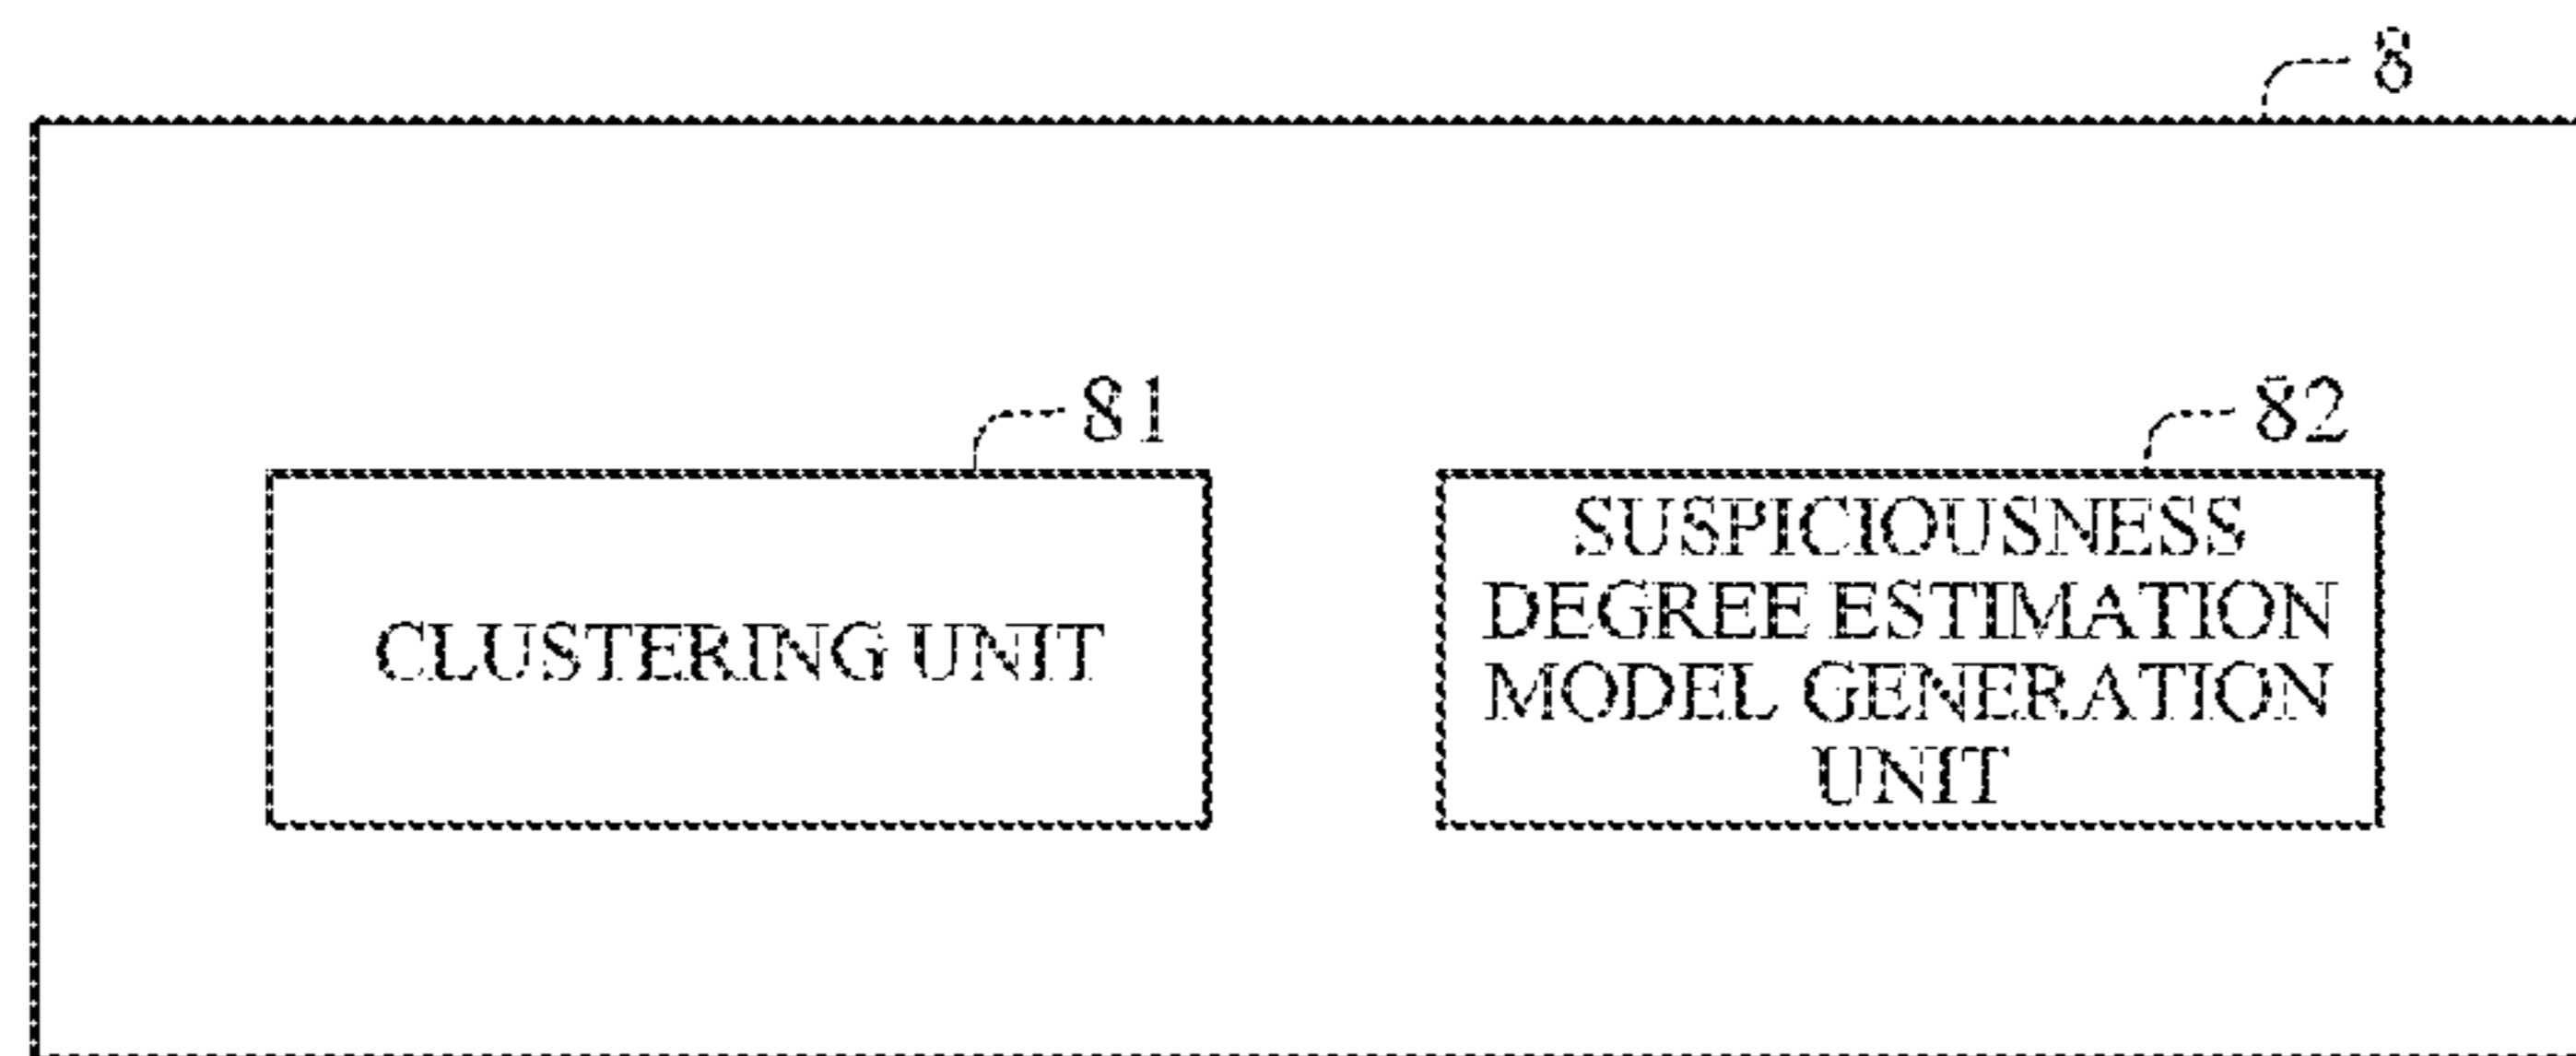 8
81
82
CLUSTERING UNIT
SUSPICIOUSNESS
DEGREE ESTIMATION
MODEL GENERATION
UNIT